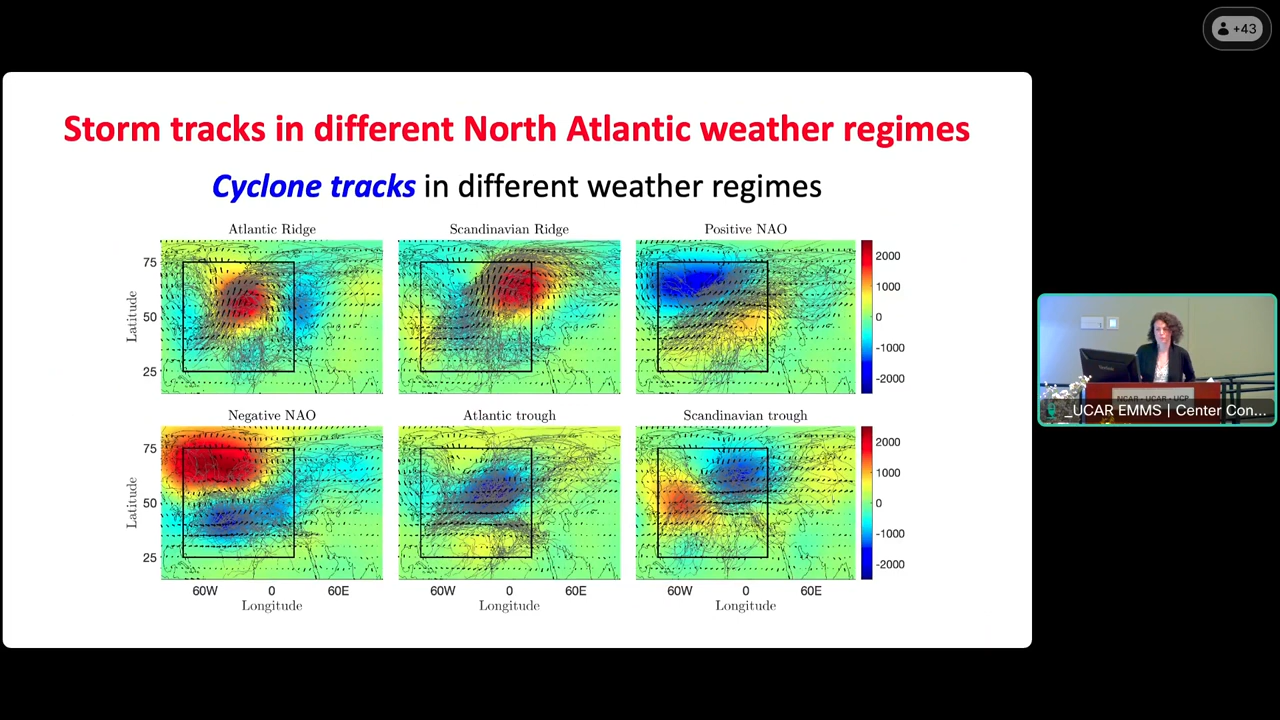 +43
Storm tracks in different North Atlantic weather regimes
Cyclone tracks in different weather regimes
Atlantic Ridge
Scandinavian Ridge
Positive NAO
75
50
25
Latitude
2000
1000
0
-1000
-2000
Negative NAO
Atlantic trough
Scandinavian trough
75
50
25
Latitude
2000
1000
0
-1000
-2000
60W 0 60E
60W 0 60E
60W 0 60E
Longitude
Longitude
Longitude
NCAR - UCAR - UCP
_UCAR EMMS | Center Con...